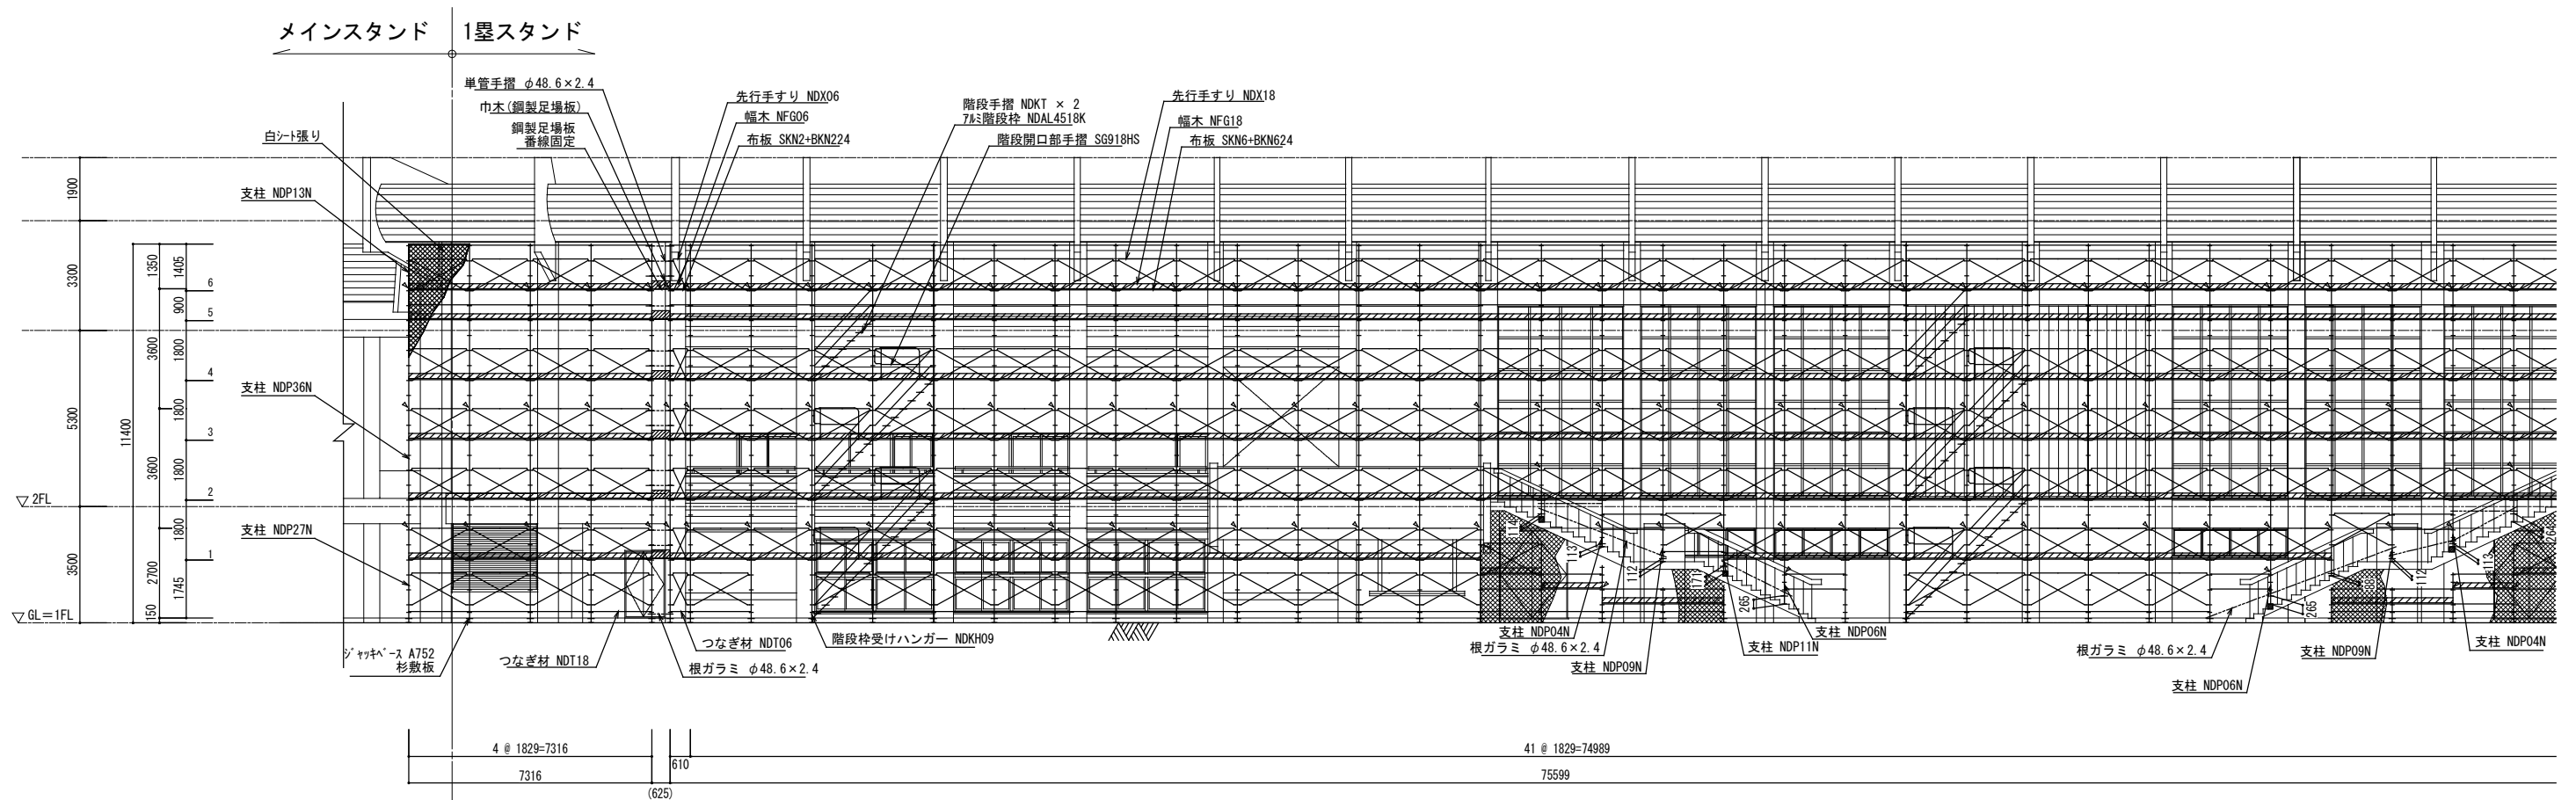 メインスタンド
1塁スタンド
単管手摺 φ48.6×2.4
巾木(鋼製足場板)
鋼製足場板
番線固定
白シート張り
先行手すり NDX06
幅木 NFG06
布板 SKN2+BKN224
階段手摺 NDKT × 2
アルミ階段枠 NDAL4518K
階段開口部手摺 SG918HS
先行手すり NDX18
幅木 NFG18
布板 SKN6+BKN624
支柱 NDP13N
支柱 NDP36N
支柱 NDP27N
1900
3300
5300
3500
11400
1350
3600
3600
2700
150
1405
900
1800
1800
1800
1800
1745
6
5
4
3
2
1
▽ 2FL
▽ GL=1FL
114
113
112
177
265
265
88
112
113
264
ジャッキベース A752
杉敷板
つなぎ材 NDT18
つなぎ材 NDT06
根ガラミ φ48.6×2.4
階段枠受けハンガー NDKH09
支柱 NDP04N
根ガラミ φ48.6×2.4
支柱 NDP09N
支柱 NDP06N
支柱 NDP11N
根ガラミ φ48.6×2.4
支柱 NDP06N
支柱 NDP09N
支柱 NDP04N
4 @ 1829=7316
610
41 @ 1829=74989
7316
(625)
75599